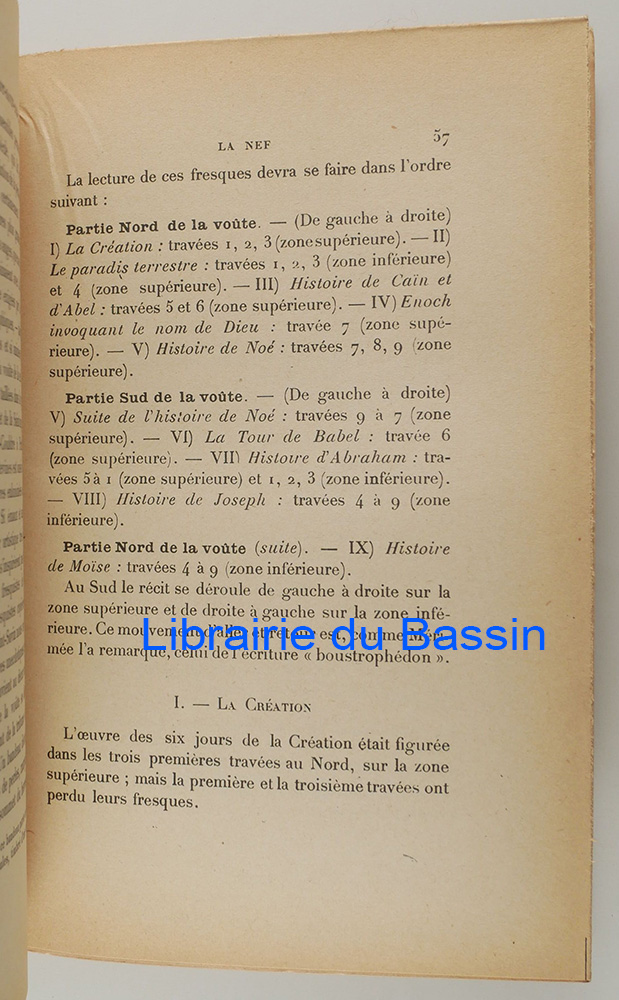 LA NEF
57
La lecture de ces fresques devra se faire dans l'ordre
suivant :
Partie Nord de la voûte. — (De gauche à droite)
I) La Création : travées 1, 2, 3 (zone supérieure). — II)
Le paradis terrestre : travées 1, 2, 3 (zone inférieure)
et 4 (zone supérieure). — III) Histoire de Caïn et
d'Abel : travées 5 et 6 (zone supérieure). — IV) Enoch
invoquant le nom de Dieu : travée 7 (zone supé-
rieure). — V) Histoire de Noé : travées 7, 8, 9 (zone
supérieure).
Partie Sud de la voûte. — (De gauche à droite)
V) Suite de l'histoire de Noé : travées 9 à 7 (zone
supérieure). — VI) La Tour de Babel : travée 6
(zone supérieure). — VII) Histoire d'Abraham : tra-
vées 5 à 1 (zone supérieure) et 1, 2, 3 (zone inférieure).
— VIII) Histoire de Joseph : travées 4 à 9 (zone
inférieure).
Partie Nord de la voûte (suite). — IX) Histoire
de Moïse : travées 4 à 9 (zone inférieure).
Au Sud le récit se déroule de gauche à droite sur la
zone supérieure et de droite à gauche sur la zone infé-
rieure. Ce mouvement d'aller et retour est, comme Méri-
mée l'a remarqué, celui de l'écriture « boustrophédon ».
Librairie du Bassin
I. — LA CRÉATION
L'œuvre des six jours de la Création était figurée
dans les trois premières travées au Nord, sur la zone
supérieure ; mais la première et la troisième travées ont
perdu leurs fresques.